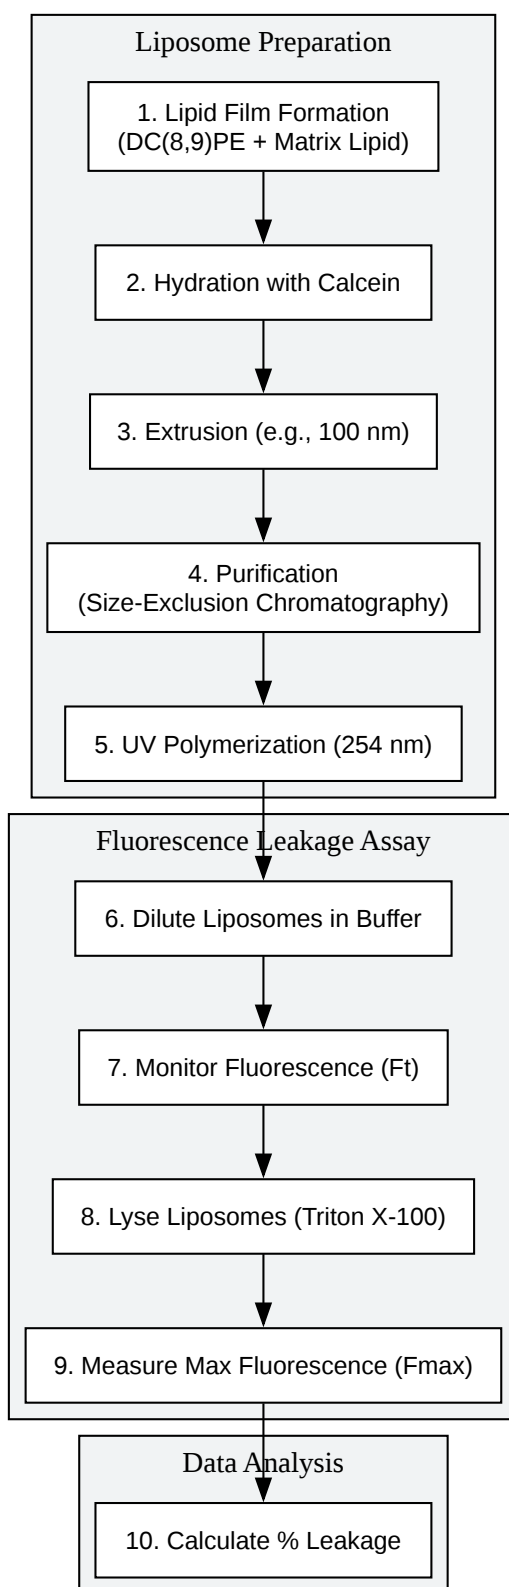 Liposome Preparation
1. Lipid Film Formation
(DC(8,9)PE + Matrix Lipid)
2. Hydration with Calcein
3. Extrusion (e.g., 100 nm)
4. Purification
(Size-Exclusion Chromatography)
5. UV Polymerization (254 nm)
Fluorescence Leakage Assay
6. Dilute Liposomes in Buffer
7. Monitor Fluorescence (Ft)
8. Lyse Liposomes (Triton X-100)
9. Measure Max Fluorescence (Fmax)
Data Analysis
10. Calculate % Leakage